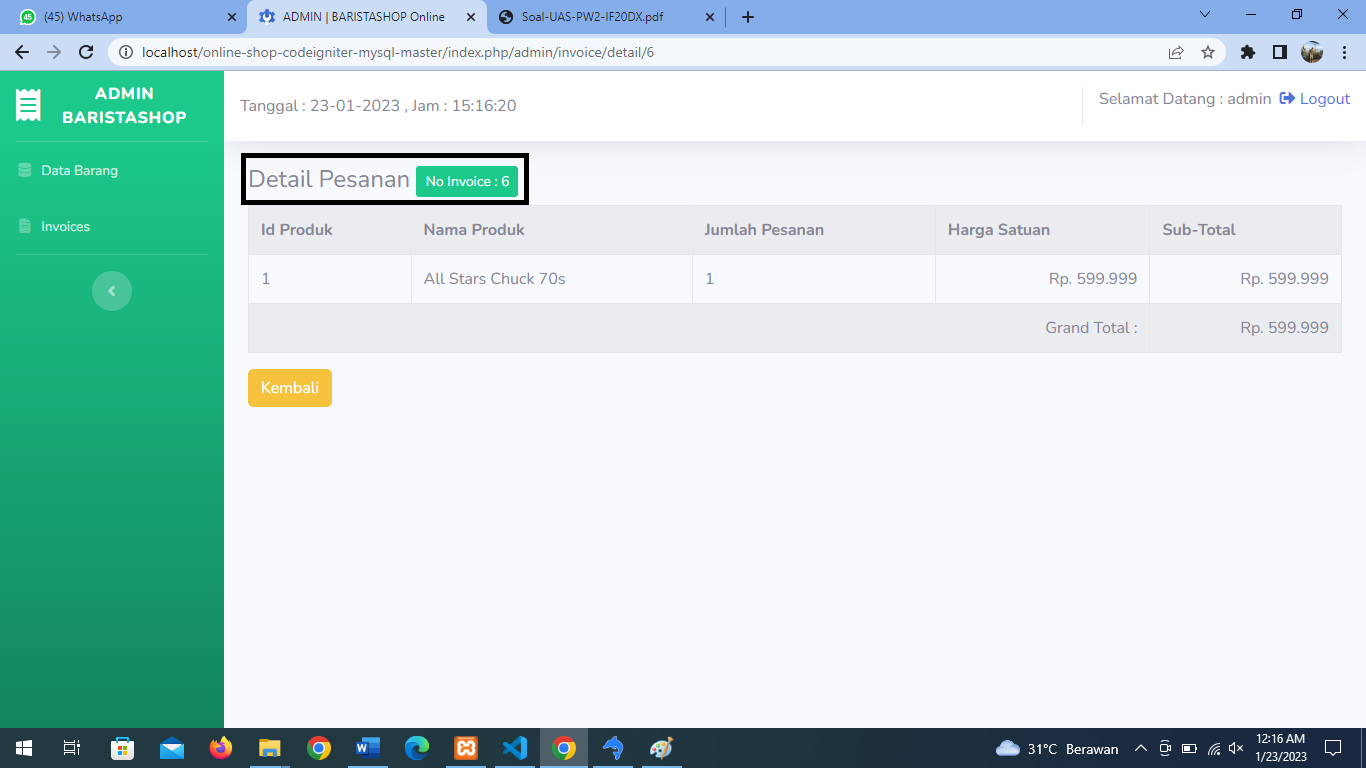 45 (45) WhatsApp
ADMIN | BARISTASHOP Online
Soal-UAS-PW2-IF20DX.pdf
localhost/online-shop-codeigniter-mysql-master/index.php/admin/invoice/detail/6
ADMIN
BARISTASHOP
Tanggal : 23-01-2023 , Jam : 15:16:20
Selamat Datang : admin Logout
Data Barang
Invoices
Detail Pesanan No Invoice : 6
Id Produk Nama Produk Jumlah Pesanan Harga Satuan Sub-Total
1 All Stars Chuck 70s 1 Rp. 599.999 Rp. 599.999
Grand Total : Rp. 599.999
Kembali
31°C Berawan
12:16 AM
1/23/2023